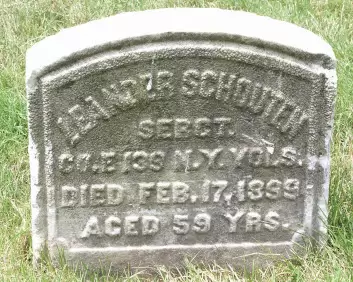 LEANDER SCHOUTEN
SERGT.
CO. E 139 N.Y. VOLS.
DIED FEB. 17, 1899
AGED 59 YRS.